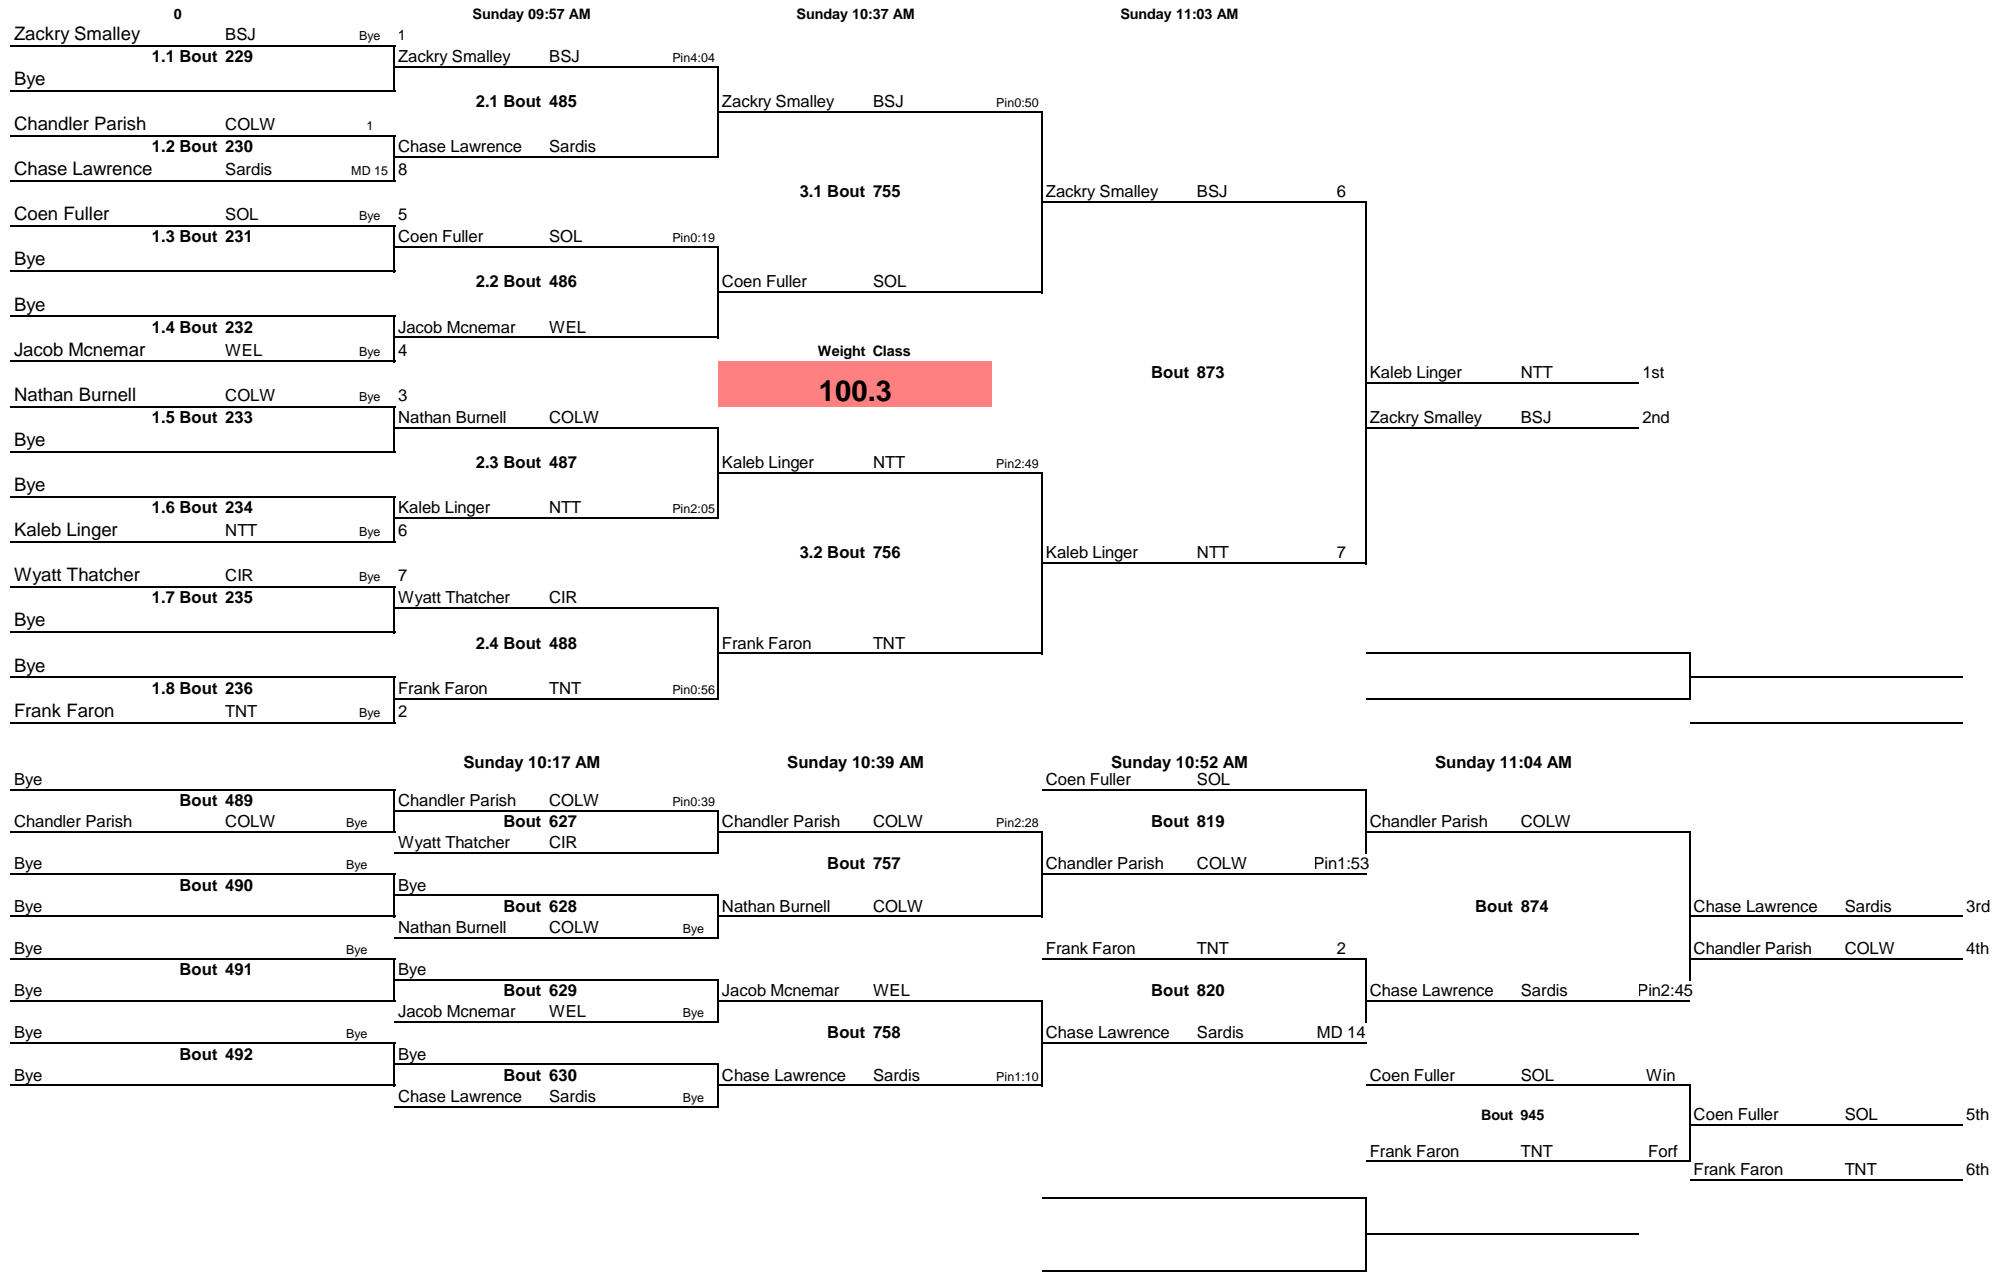 0 Sunday 09:57 AM Sunday 10:37 AM Sunday 11:03 AM
Zackry Smalley BSJ Bye 1
1.1 Bout 229 Zackry Smalley BSJ Pin4:04
Bye
2.1 Bout 485 Zackry Smalley BSJ Pin0:50
Chandler Parish COLW 1
1.2 Bout 230 Chase Lawrence Sardis
Chase Lawrence Sardis MD 15 8
3.1 Bout 755 Zackry Smalley BSJ 6
Coen Fuller SOL Bye 5
1.3 Bout 231 Coen Fuller SOL Pin0:19
Bye
2.2 Bout 486 Coen Fuller SOL
Bye
1.4 Bout 232 Jacob Mcnemar WEL
Jacob Mcnemar WEL Bye 4 Weight Class
Bout 873 Kaleb Linger NTT 1st
100.3
Nathan Burnell COLW Bye 3
1.5 Bout 233 Nathan Burnell COLW Zackry Smalley BSJ 2nd
Bye
2.3 Bout 487 Kaleb Linger NTT Pin2:49
Bye
1.6 Bout 234 Kaleb Linger NTT Pin2:05
Kaleb Linger NTT Bye 6
3.2 Bout 756 Kaleb Linger NTT 7
Wyatt Thatcher CIR Bye 7
1.7 Bout 235 Wyatt Thatcher CIR
Bye
2.4 Bout 488 Frank Faron TNT
Bye
1.8 Bout 236 Frank Faron TNT Pin0:56
Frank Faron TNT Bye 2
Sunday 10:17 AM Sunday 10:39 AM Sunday 10:52 AM Sunday 11:04 AM
Bye Coen Fuller SOL
Bout 489 Chandler Parish COLW Pin0:39
Chandler Parish COLW Bye Bout 627 Chandler Parish COLW Pin2:28 Bout 819 Chandler Parish COLW
Wyatt Thatcher CIR
Bye Bye Bout 757 Chandler Parish COLW Pin1:53
Bout 490 Bye
Bye Bout 628 Nathan Burnell COLW Bout 874 Chase Lawrence Sardis 3rd
Nathan Burnell COLW Bye
Bye Bye Frank Faron TNT 2 Chandler Parish COLW 4th
Bout 491 Bye
Bye Bout 629 Jacob Mcnemar WEL Bout 820 Chase Lawrence Sardis Pin2:45
Jacob Mcnemar WEL Bye
Bye Bye Bout 758 Chase Lawrence Sardis MD 14
Bout 492 Bye
Bye Bout 630 Chase Lawrence Sardis Pin1:10 Coen Fuller SOL Win
Chase Lawrence Sardis Bye
Bout 945 Coen Fuller SOL 5th
Frank Faron TNT Forf
Frank Faron TNT 6th